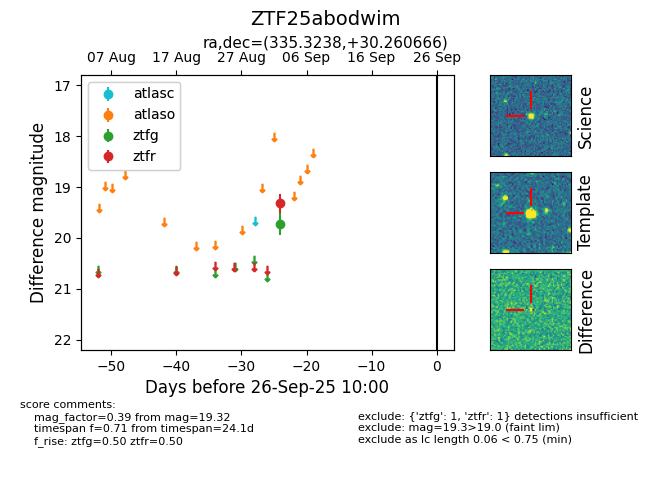 ZTF25abodwim
ra,dec=(335.3238,+30.260666)
07 Aug 17 Aug 27 Aug 06 Sep 16 Sep 26 Sep
17
18
19
20
21
22
Difference magnitude
atlasc
atlaso
ztfg
ztfr
−50 −40 −30 −20 −10 0
Days before 26-Sep-25 10:00
Science
Template
Difference
score comments:
mag_factor=0.39 from mag=19.32
timespan f=0.71 from timespan=24.1d
f_rise: ztfg=0.50 ztfr=0.50
exclude: {'ztfg': 1, 'ztfr': 1} detections insufficient
exclude: mag=19.3>19.0 (faint lim)
exclude as lc length 0.06 < 0.75 (min)